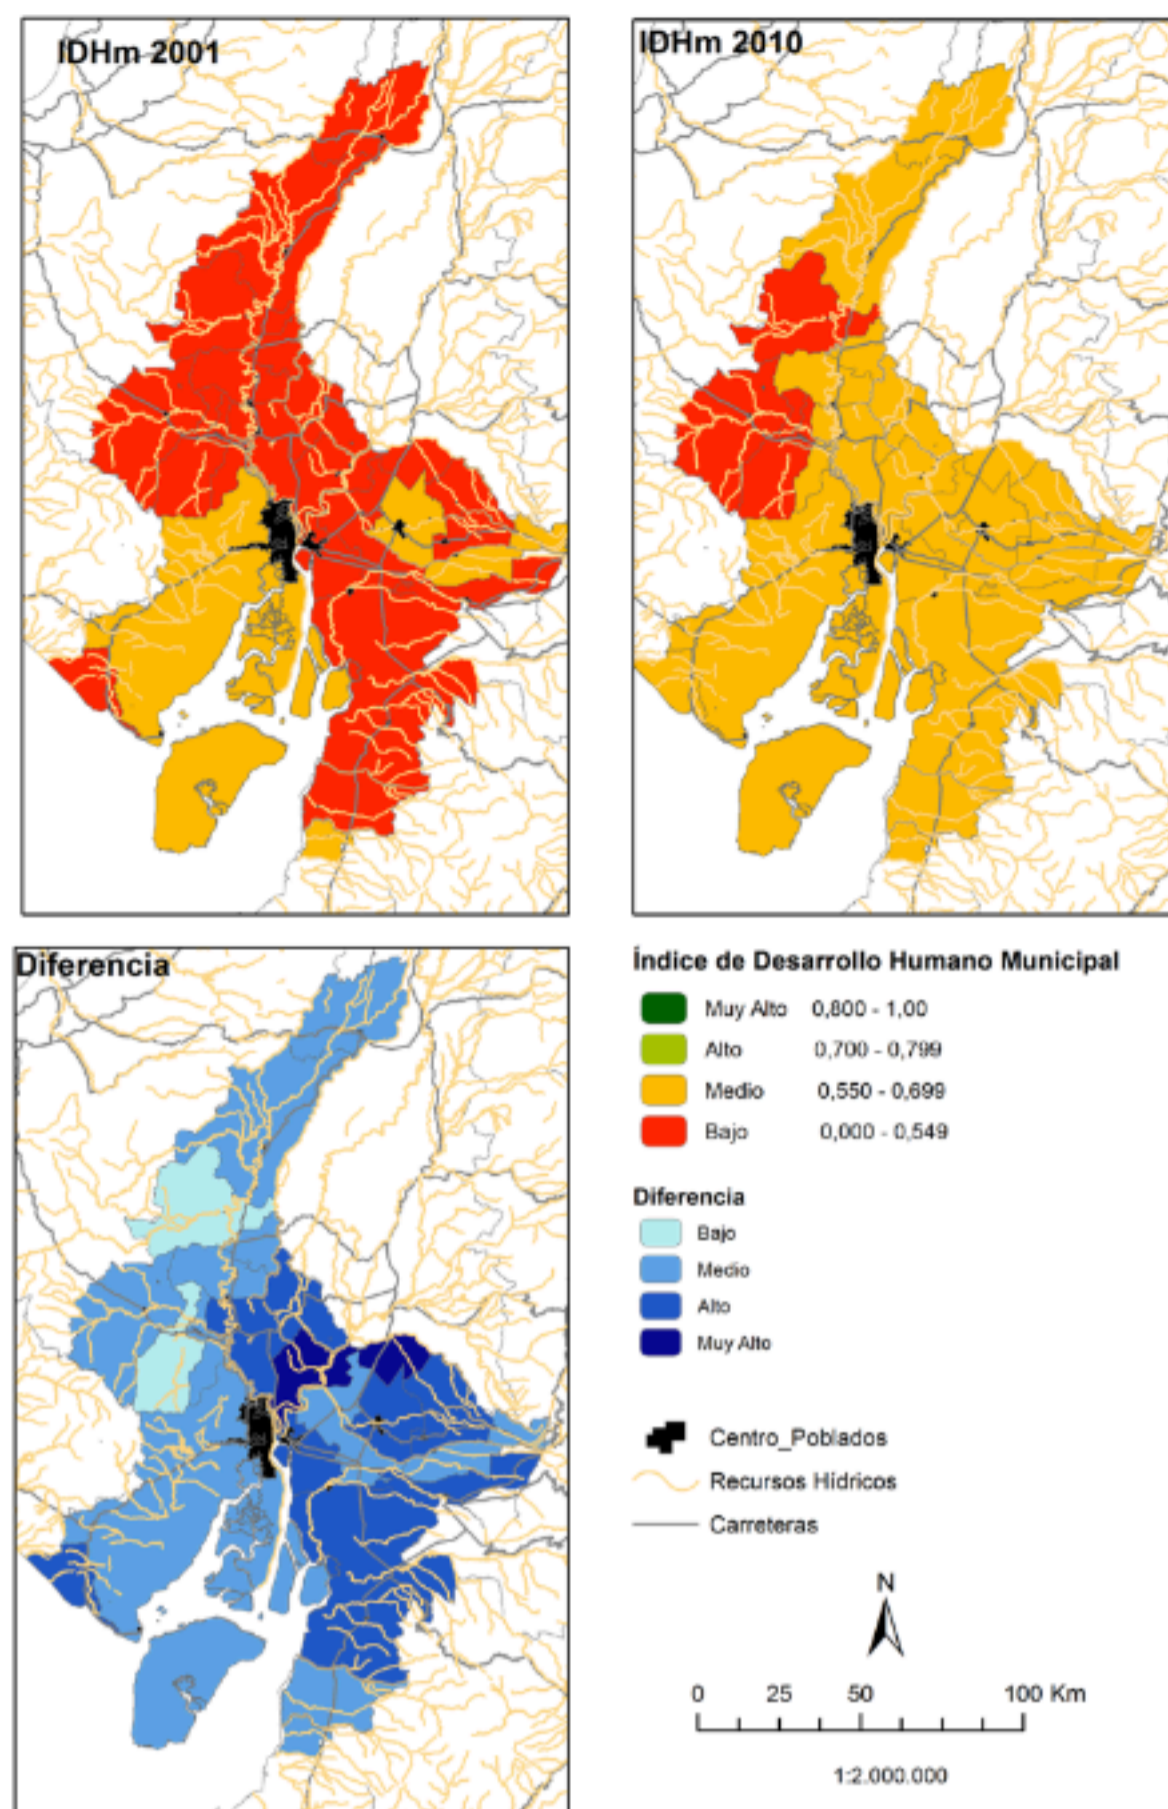 IDHm 2001
IDHm 2010
Diferencia
Índice de Desarrollo Humano Municipal
Muy Alto 0,800 - 1,00
Alto 0,700 - 0,799
Medio 0,550 - 0,699
Bajo 0,000 - 0,549
Diferencia
Bajo
Medio
Alto
Muy Alto
Centro_Poblados
Recursos Hídricos
Carreteras
N
0 25 50 100 Km
1:2.000.000